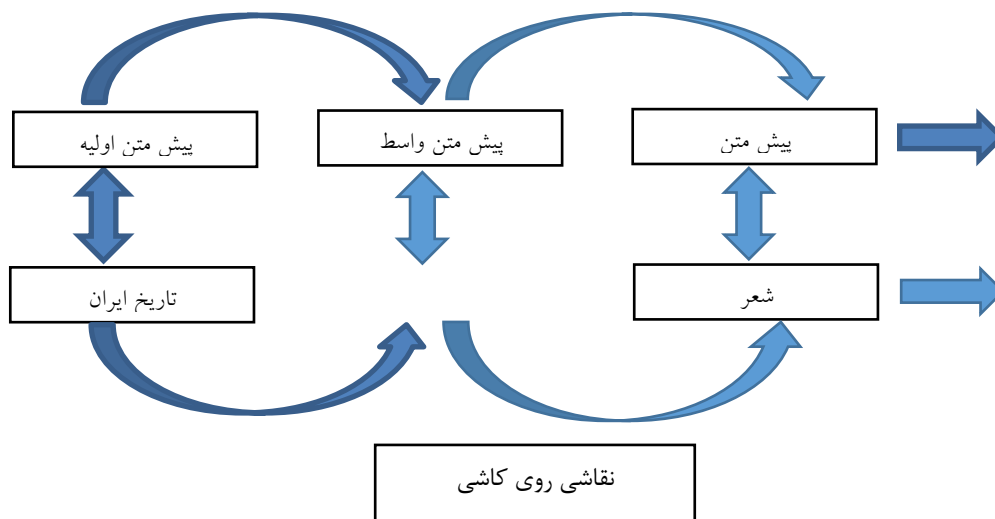 پیش متن اولیه
پیش متن واسط
پیش متن
تاریخ ایران
شعر
نقاشی روی کاشی